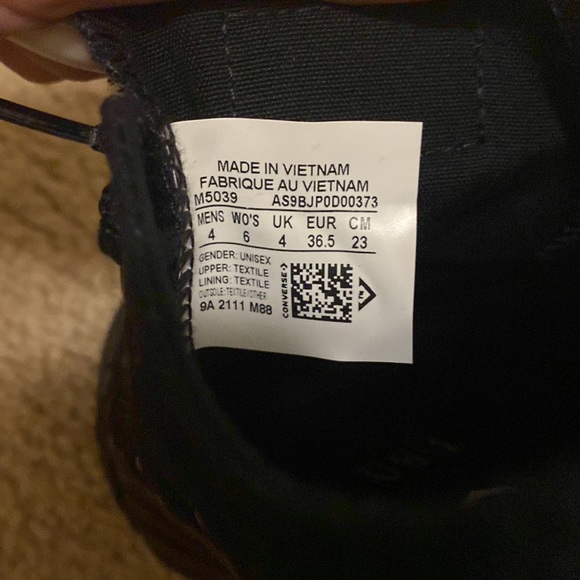 MADE IN VIETNAM
FABRIQUE AU VIETNAM
M5039 AS9BJP0D00373
MENS WO'S UK EUR CM
4 6 4 36.5 23
GENDER: UNISEX
UPPER: TEXTILE
LINING: TEXTILE
OUTSOLE: TEXTILE/OTHER
9A 2111 M88
CONVERSE